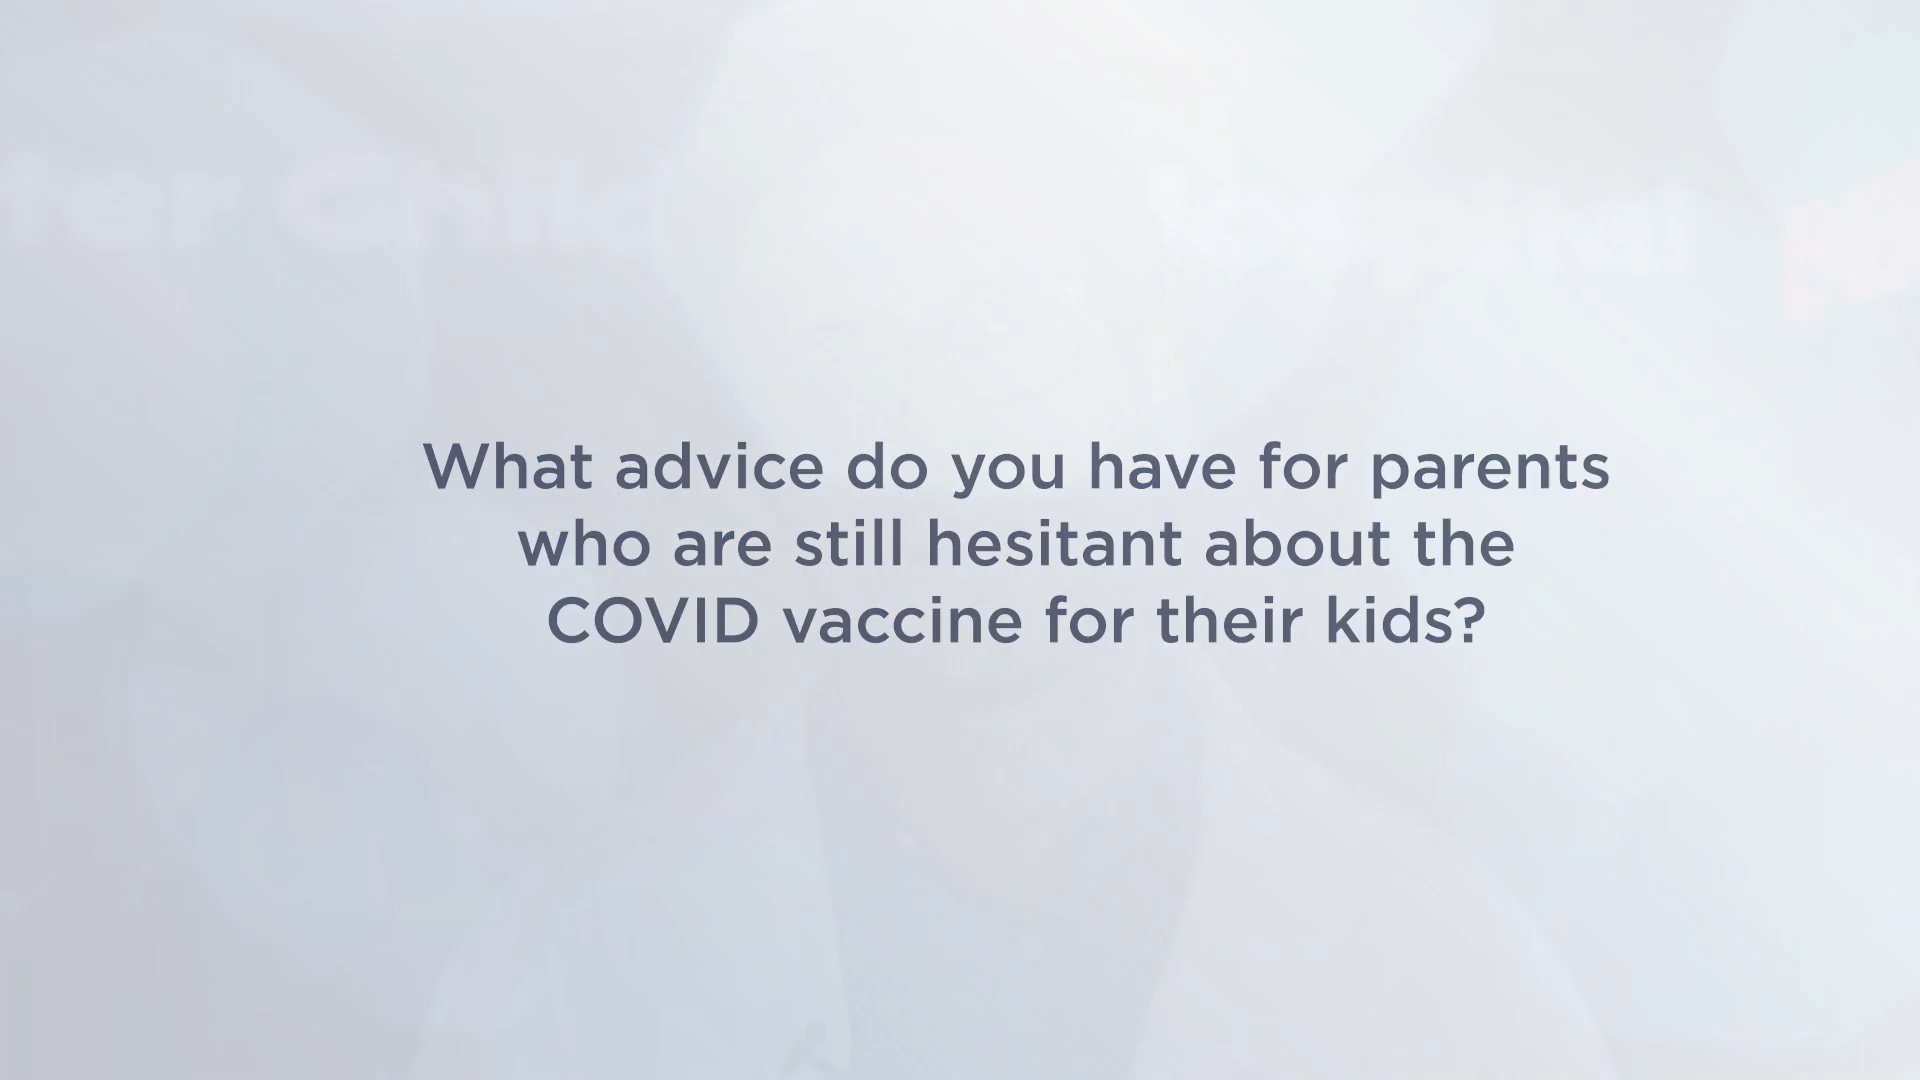 What advice do you have for parents
who are still hesitant about the
COVID vaccine for their kids?